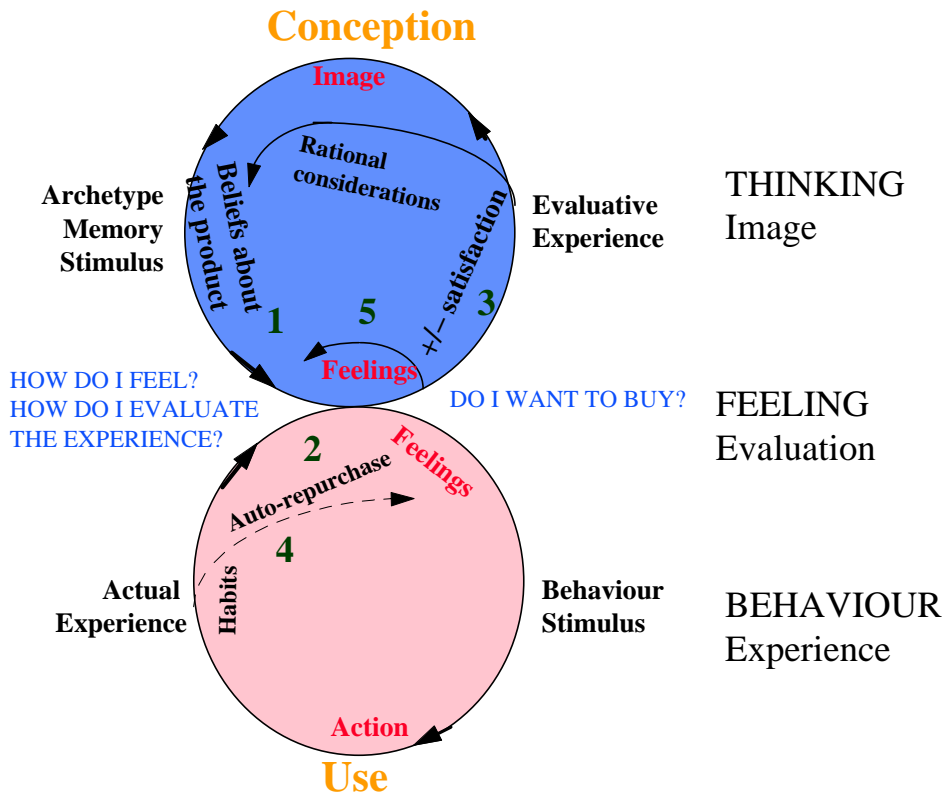 Conception
Image
Rational
considerations
Beliefs about
the product
Archetype
Memory
Stimulus
Evaluative
Experience
THINKING
Image
+/– satisfaction
1
5
3
Feelings
HOW DO I FEEL?
HOW DO I EVALUATE
THE EXPERIENCE?
DO I WANT TO BUY?
FEELING
Evaluation
2
Feelings
Auto-repurchase
4
Habits
Actual
Experience
Behaviour
Stimulus
BEHAVIOUR
Experience
Action
Use